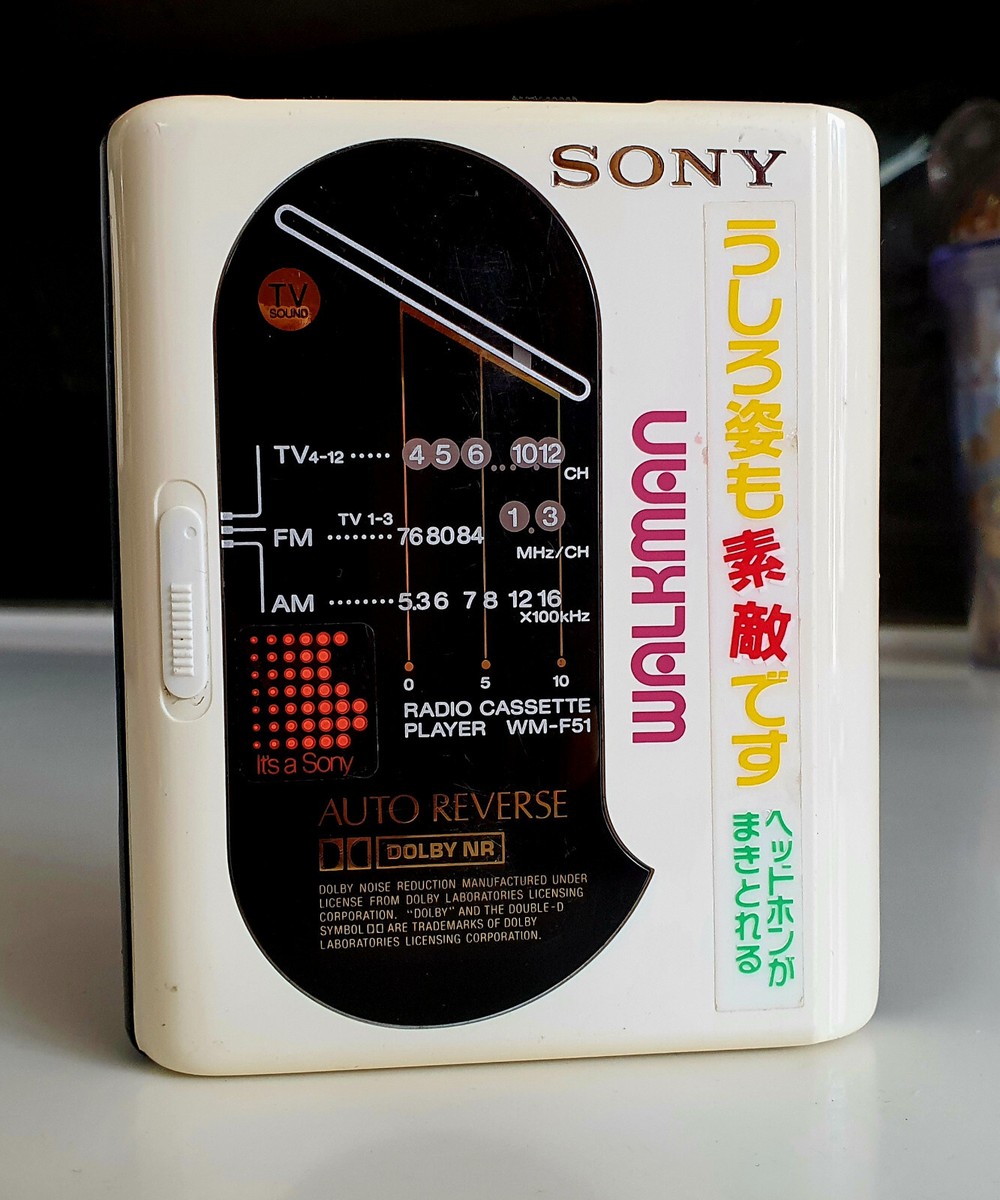 SONY
TV
SOUND
TV4-12 ····· 4 5 6 .... 10 . 12
CH
TV 1-3
FM ········ 76 80 84 1 . 3
MHz/CH
AM ········ 5.3 6 7 8 12 16
X100kHz
0 5 10
RADIO CASSETTE
PLAYER WM-F51
It's a Sony
AUTO REVERSE
DOLBY NR
DOLBY NOISE REDUCTION MANUFACTURED UNDER
LICENSE FROM DOLBY LABORATORIES LICENSING
CORPORATION. "DOLBY" AND THE DOUBLE-D
SYMBOL ARE TRADEMARKS OF DOLBY
LABORATORIES LICENSING CORPORATION.
WALKMAN
うしろ姿も素敵です
ヘッドホンが
まきとれる